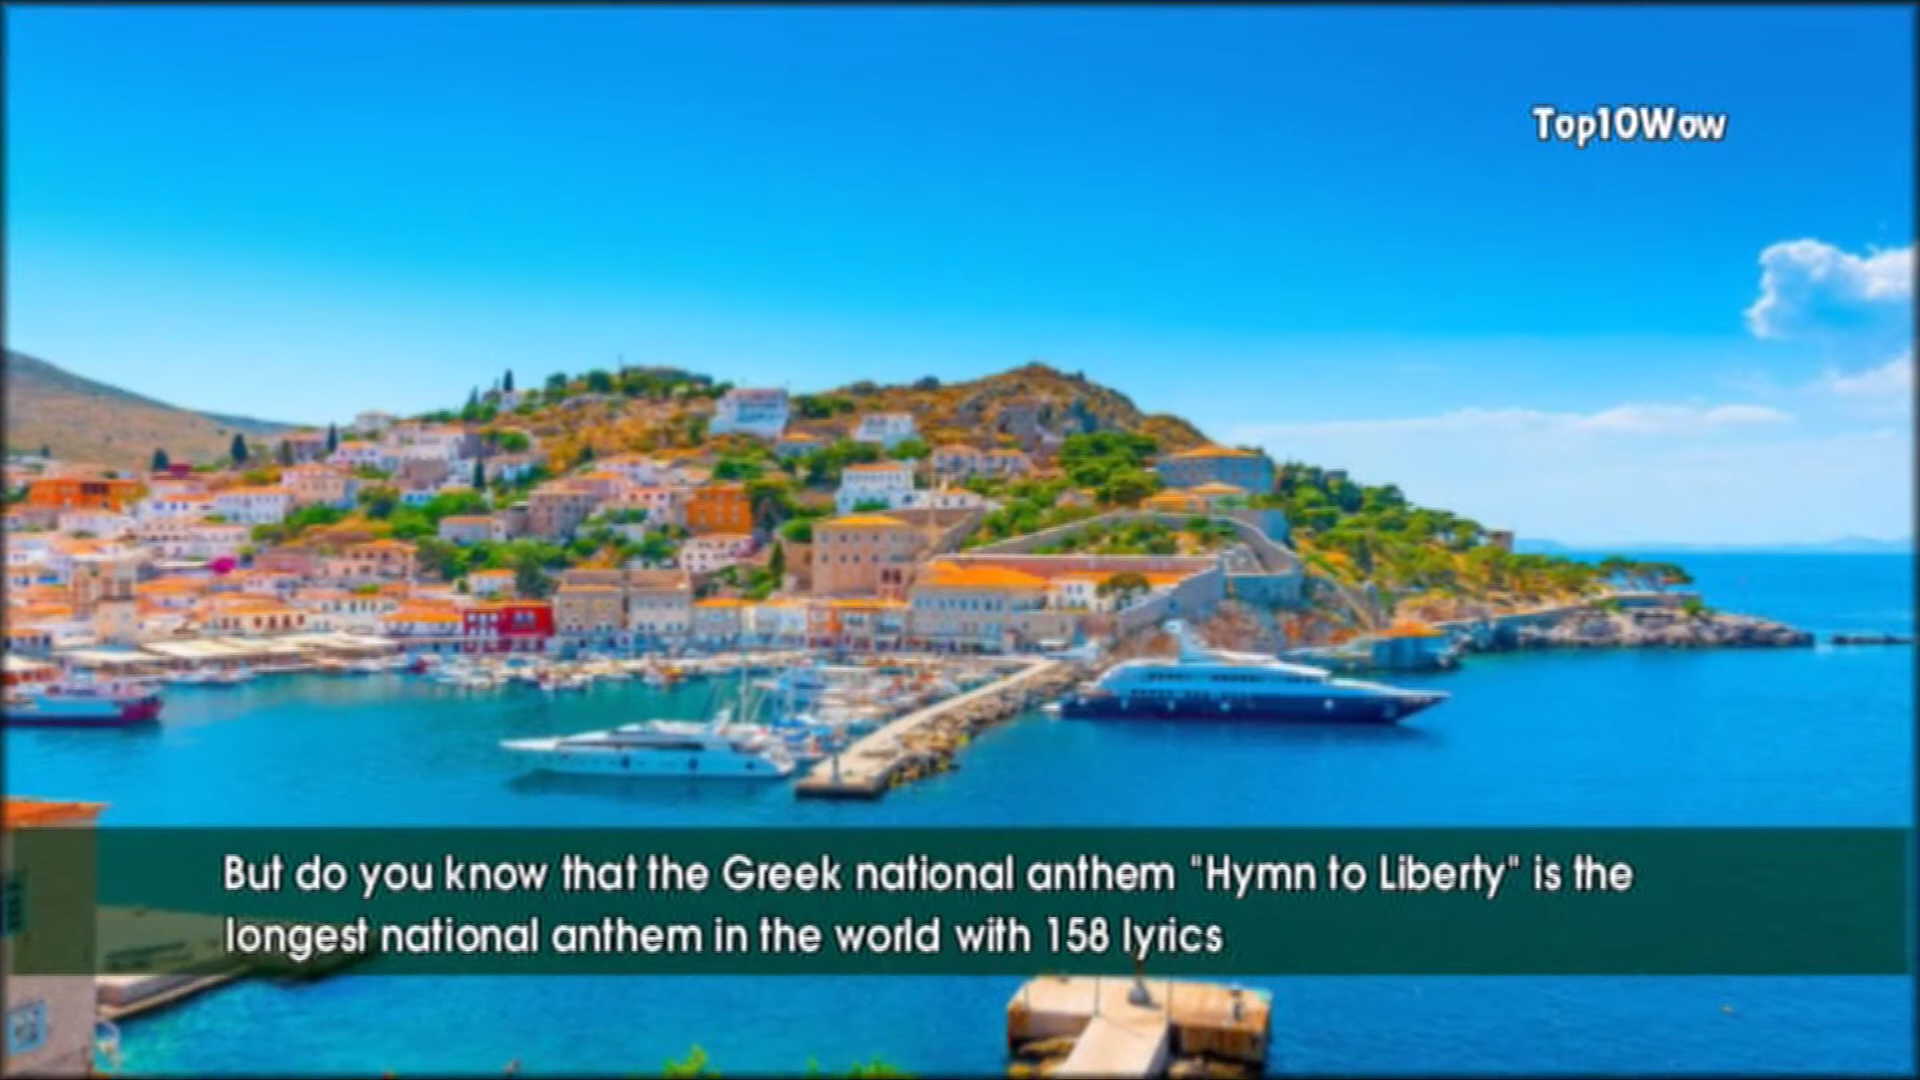 Top10Wow
But do you know that the Greek national anthem "Hymn to Liberty" is the
longest national anthem in the world with 158 lyrics